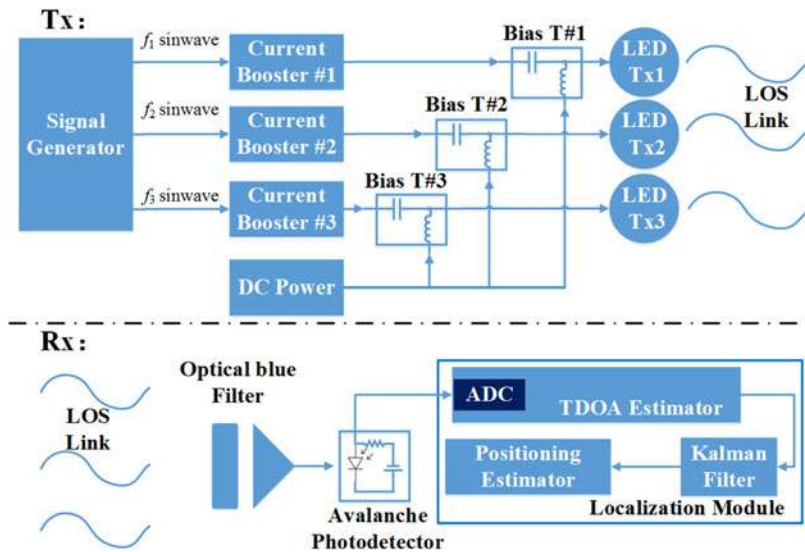 Tx:
Signal
Generator
f1 sinwave
Current
Booster #1
Bias T#1
LED
Tx1
LOS
Link
f2 sinwave
Current
Booster #2
Bias T#2
LED
Tx2
f3 sinwave
Current
Booster #3
Bias T#3
LED
Tx3
DC Power
Rx:
LOS
Link
Optical blue
Filter
Avalanche
Photodetector
ADC
TDOA Estimator
Positioning
Estimator
Kalman
Filter
Localization Module